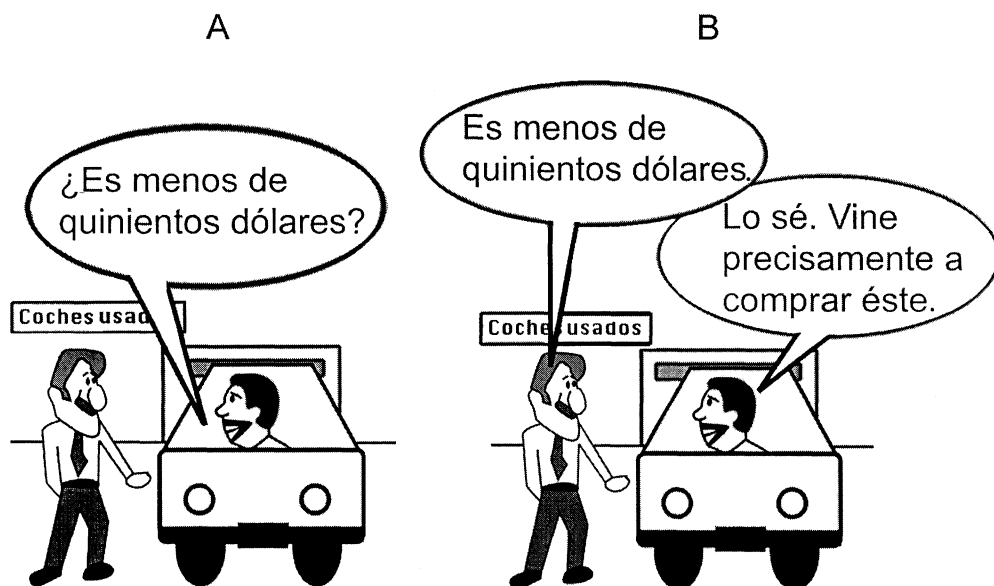 A
¿Es menos de
quinientos dólares?
Coches usad
B
Es menos de
quinientos dólares.
Lo sé. Vine
precisamente a
comprar éste.
Coches usados